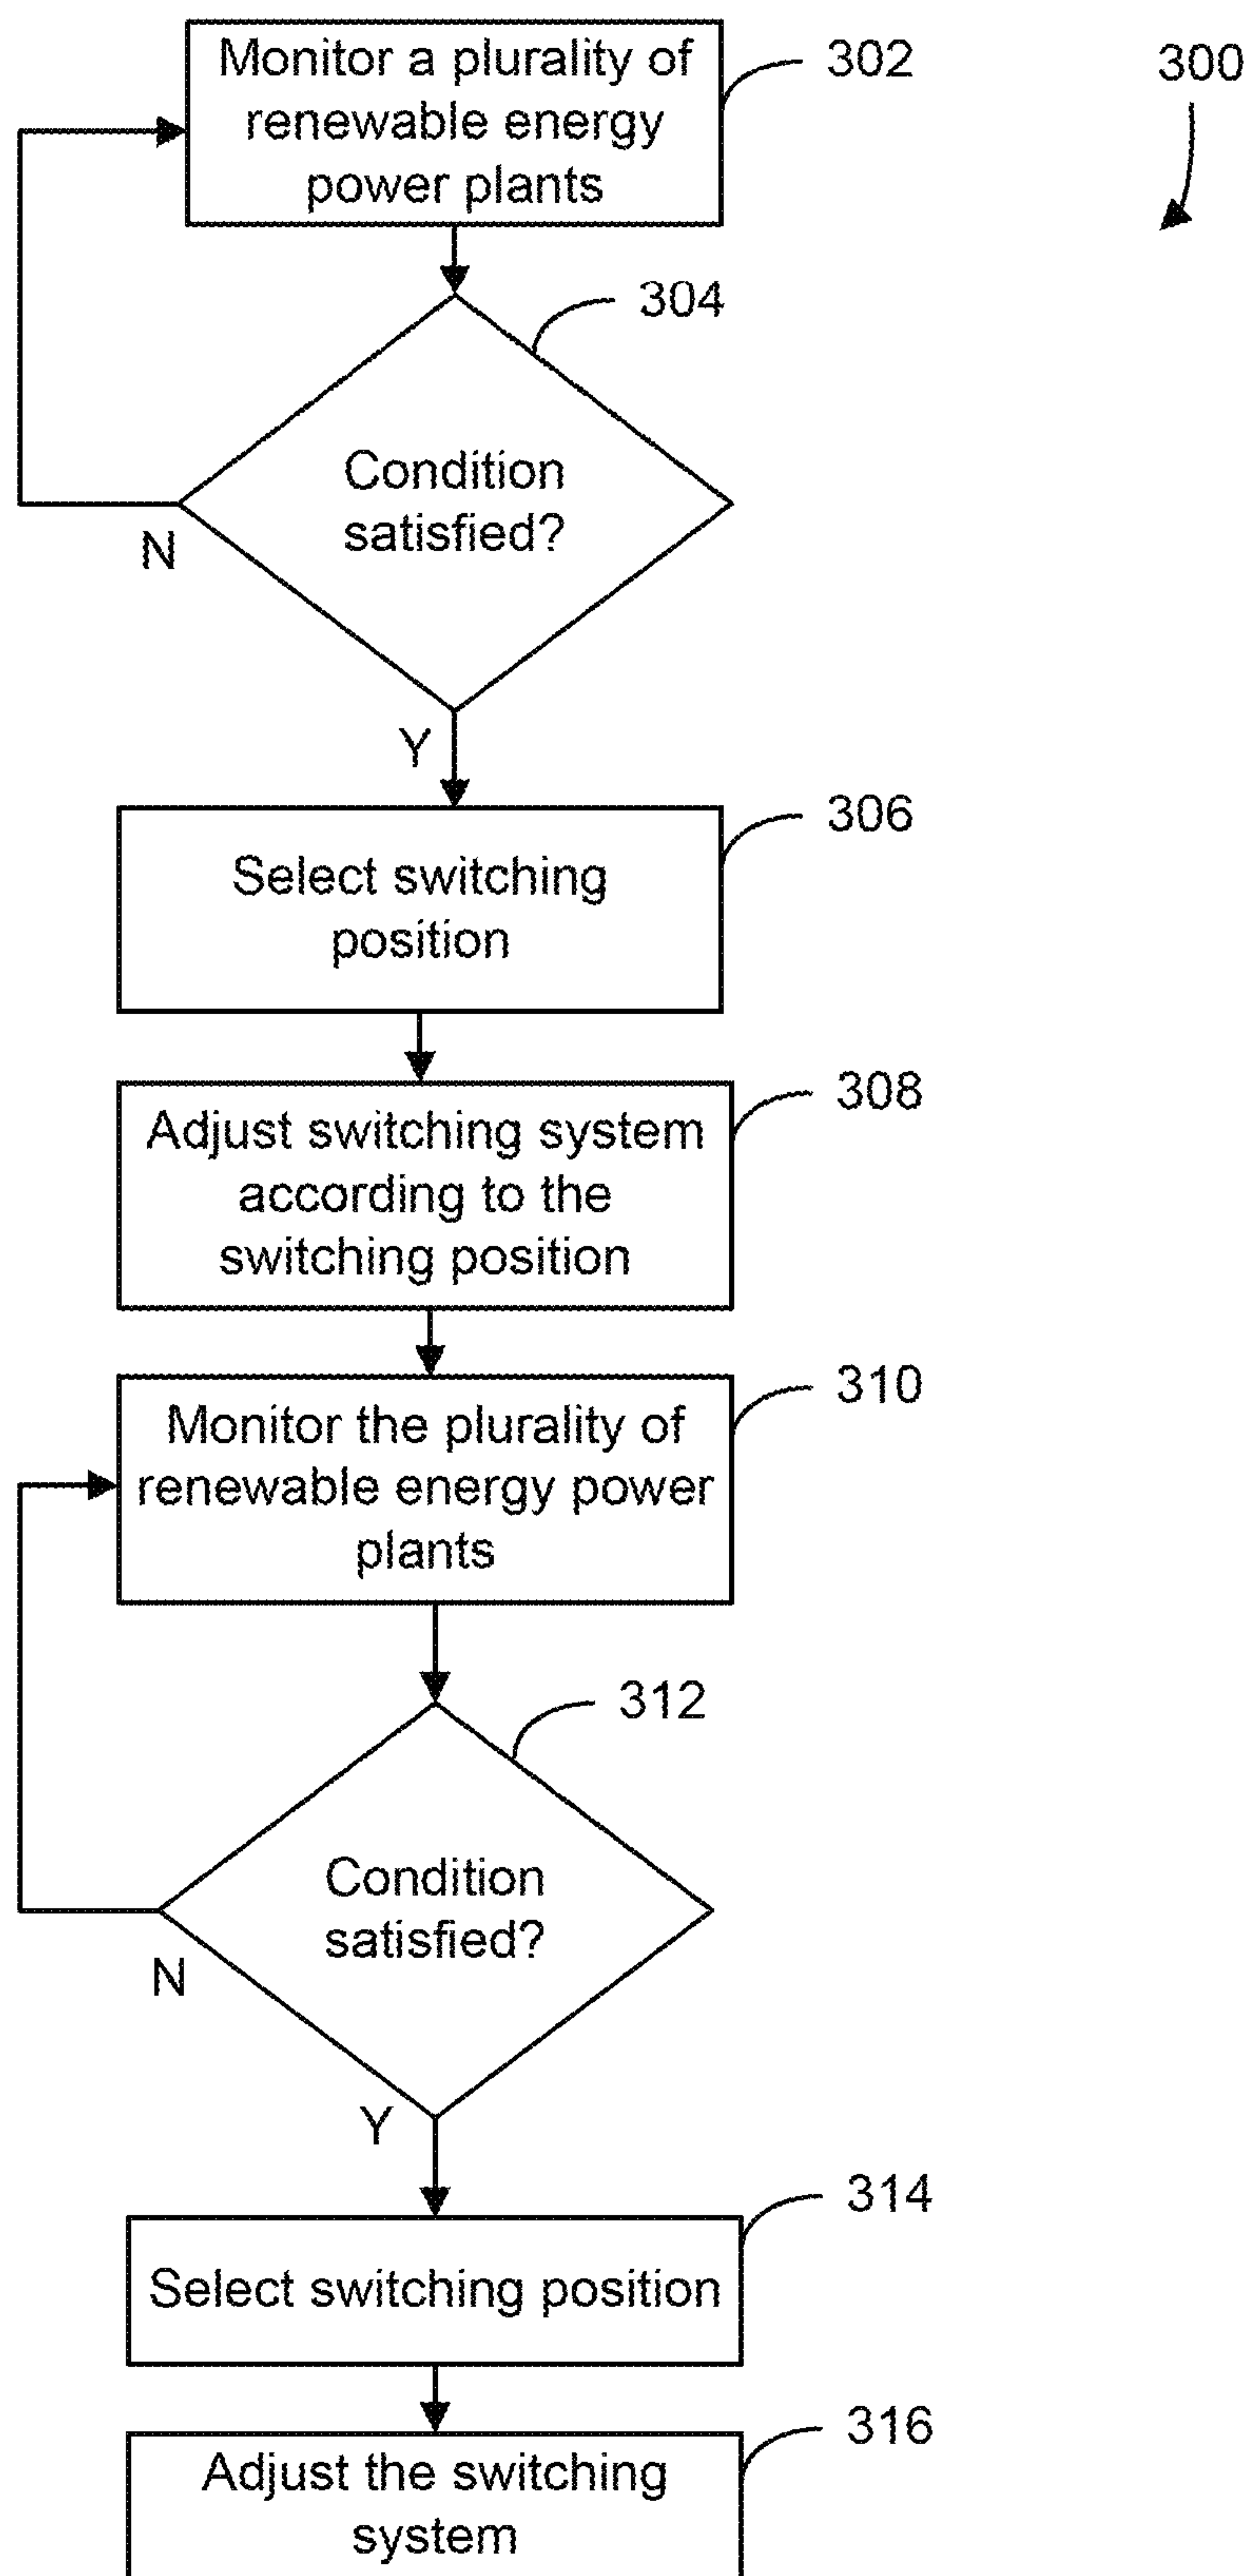 Monitor a plurality of
renewable energy
power plants
302
300
304
Condition
satisfied?
N
Y
306
Select switching
position
308
Adjust switching system
according to the
switching position
310
Monitor the plurality of
renewable energy power
plants
312
Condition
satisfied?
N
Y
314
Select switching position
316
Adjust the switching
system